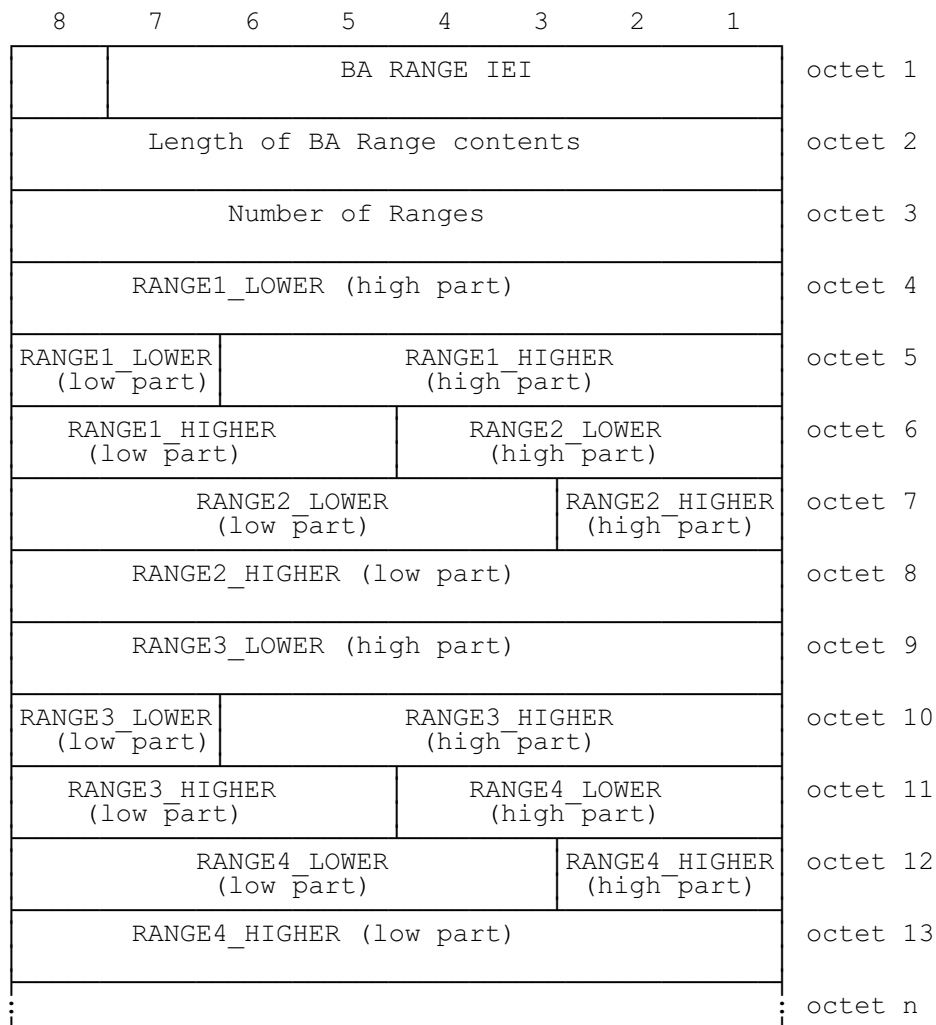 8 7 6 5 4 3 2 1
BA RANGE IEI octet 1
Length of BA Range contents octet 2
Number of Ranges octet 3
RANGE1_LOWER (high part) octet 4
RANGE1_LOWER RANGE1_HIGHER octet 5
(low part) (high part)
RANGE1_HIGHER RANGE2_LOWER octet 6
(low part) (high part)
RANGE2_LOWER RANGE2_HIGHER octet 7
(low part) (high part)
RANGE2_HIGHER (low part) octet 8
RANGE3_LOWER (high part) octet 9
RANGE3_LOWER RANGE3_HIGHER octet 10
(low part) (high part)
RANGE3_HIGHER RANGE4_LOWER octet 11
(low part) (high part)
RANGE4_LOWER RANGE4_HIGHER octet 12
(low part) (high part)
RANGE4_HIGHER (low part) octet 13
octet n